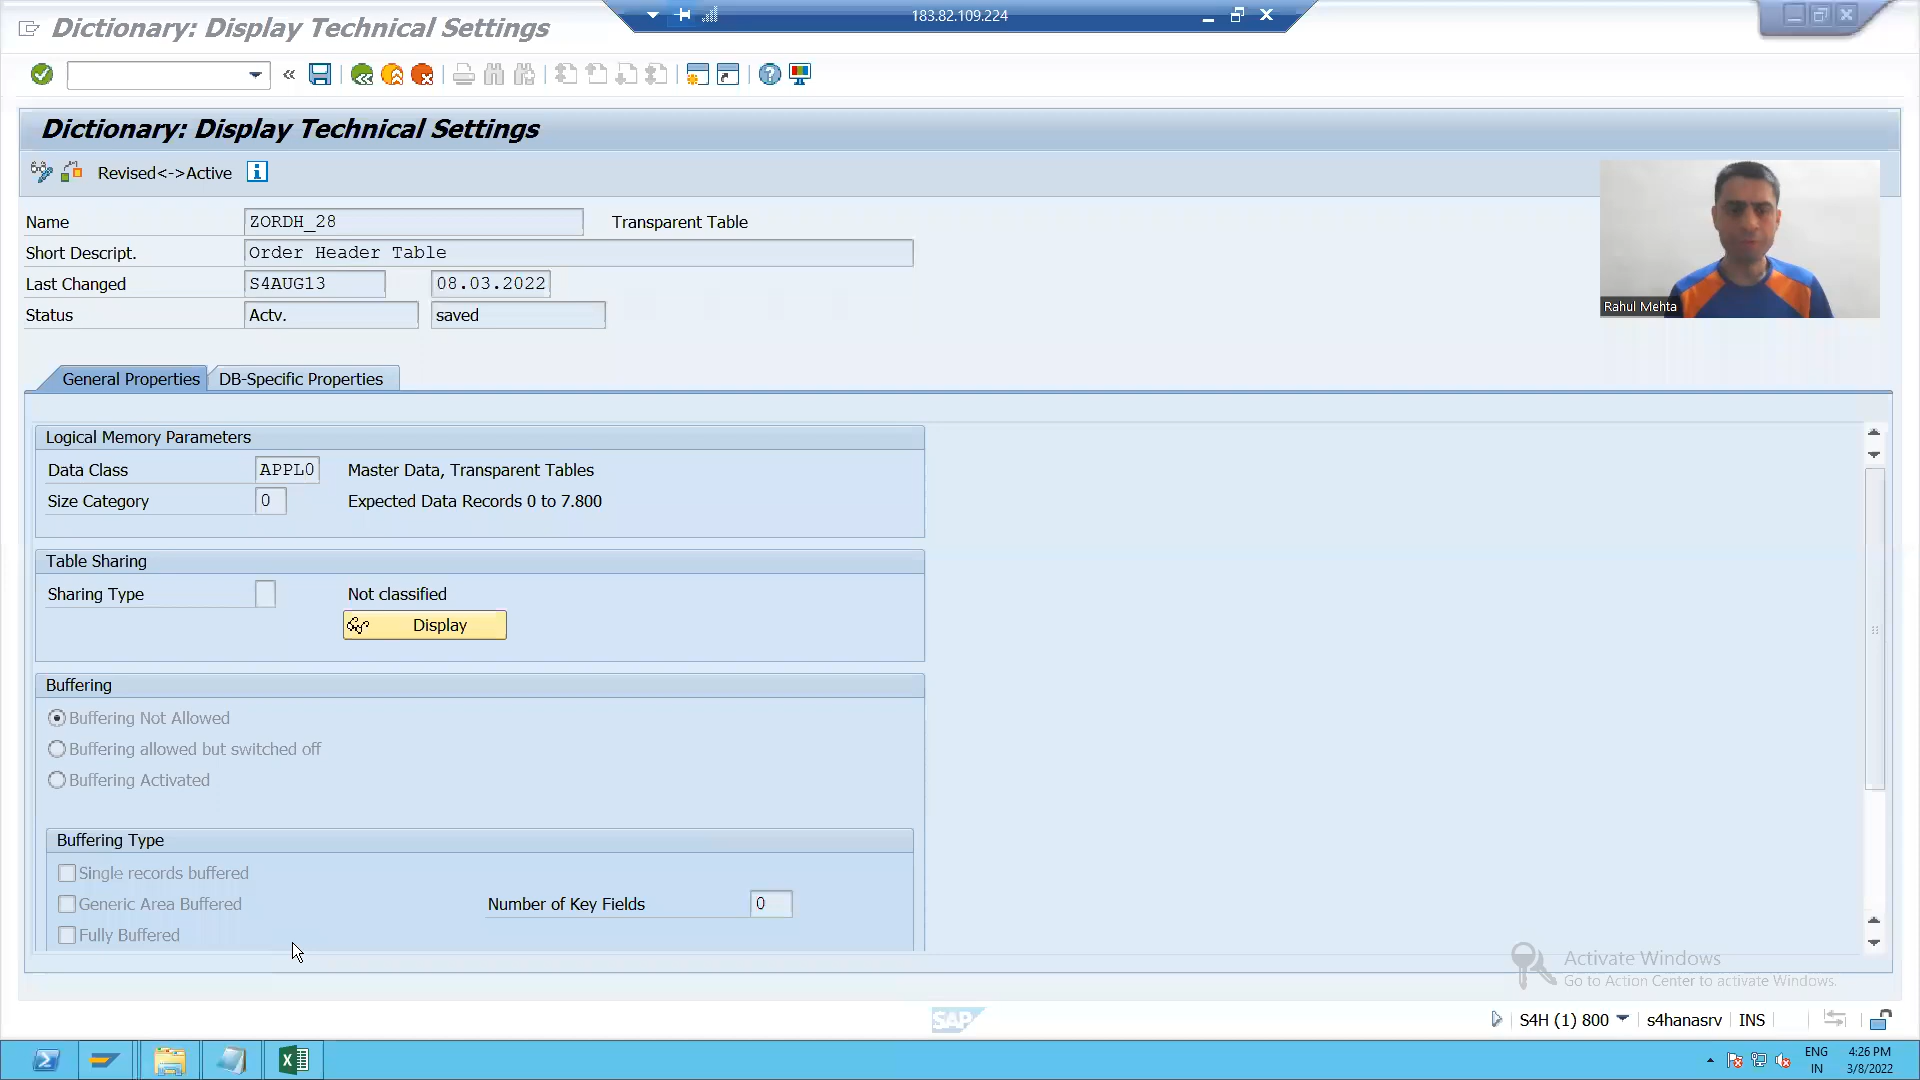 183.82.109.224
Dictionary: Display Technical Settings
Dictionary: Display Technical Settings
Revised<->Active
Name ZORDH_28 Transparent Table
Short Descript. Order Header Table
Last Changed S4AUG13 08.03.2022
Status Actv. saved
Rahul Mehta
General Properties DB-Specific Properties
Logical Memory Parameters
Data Class APPL0 Master Data, Transparent Tables
Size Category 0 Expected Data Records 0 to 7.800
Table Sharing
Sharing Type Not classified
Display
Buffering
Buffering Not Allowed
Buffering allowed but switched off
Buffering Activated
Buffering Type
Single records buffered
Generic Area Buffered Number of Key Fields 0
Fully Buffered
Activate Windows
Go to Action Center to activate Windows.
SAP
S4H (1) 800 s4hanasrv INS
ENG 4:26 PM
IN 3/8/2022